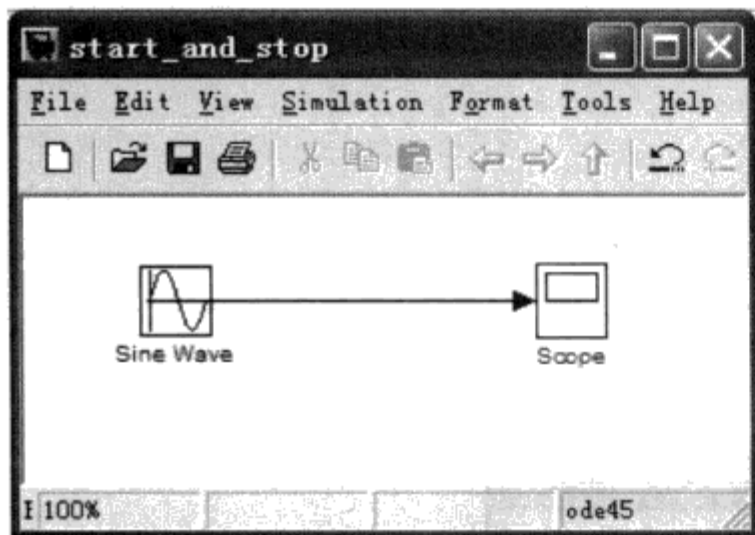 start_and_stop
File Edit View Simulation Format Tools Help
Sine Wave
Scope
100%
ode45